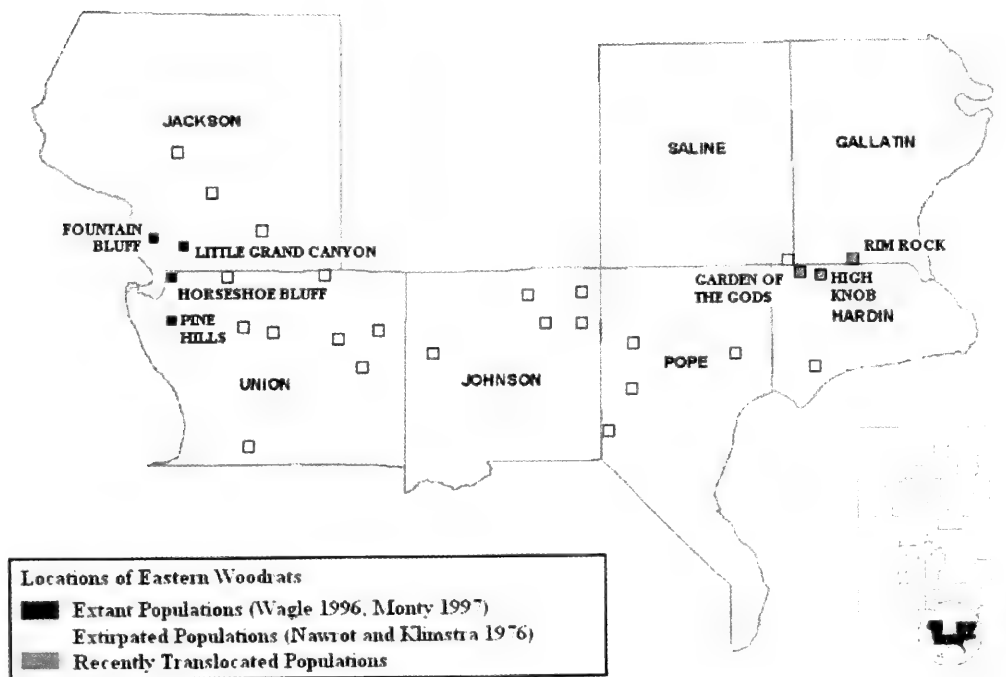 JACKSON
SALINE
GALLATIN
FOUNTAIN
BLUFF
LITTLE GRAND CANYON
RIM ROCK
HORSESHOE BLUFF
GARDEN OF
THE GODS
HIGH
KNOB
HARDIN
PINE
HILLS
UNION
JOHNSON
POPE
Locations of Eastern Woodrats
Extant Populations (Wagle 1996, Monty 1997)
Extirpated Populations (Nawrot and Klimstra 1976)
Recently Translocated Populations